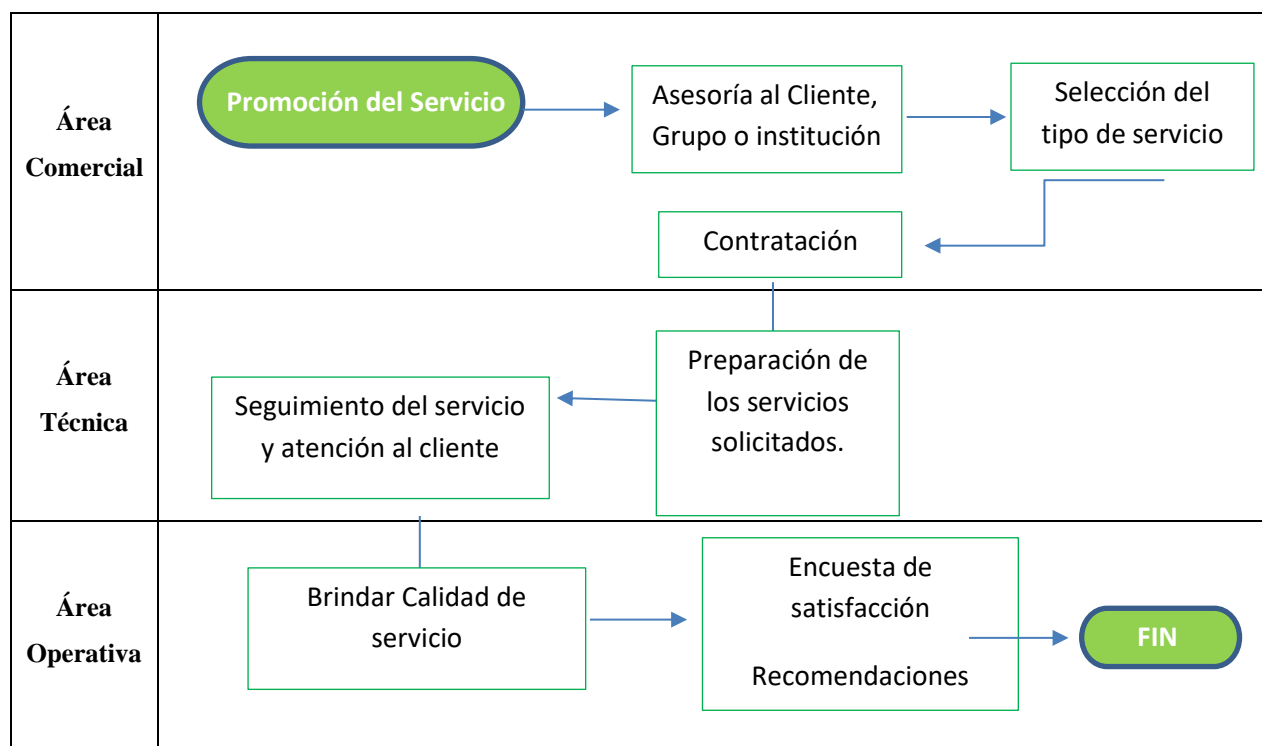 Área
Comercial
Promoción del Servicio
Asesoría al Cliente,
Grupo o institución
Selección del
tipo de servicio
Contratación
Área
Técnica
Preparación de
los servicios
solicitados.
Seguimiento del servicio
y atención al cliente
Área
Operativa
Brindar Calidad de
servicio
Encuesta de
satisfacción
Recomendaciones
FIN